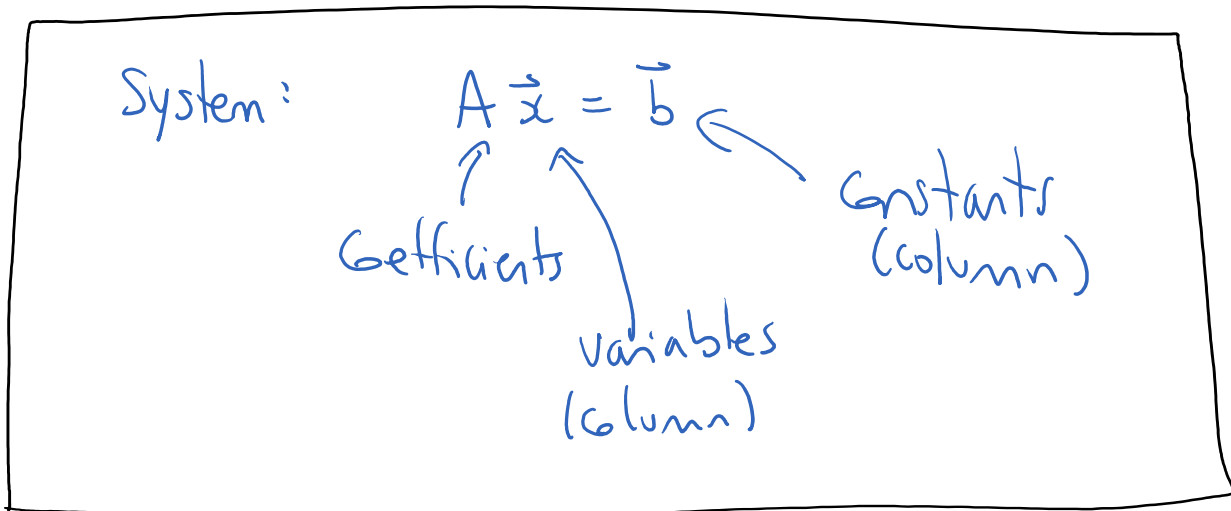 System: A x⃗ = b⃗
Coefficients
Constants
(column)
variables
(column)